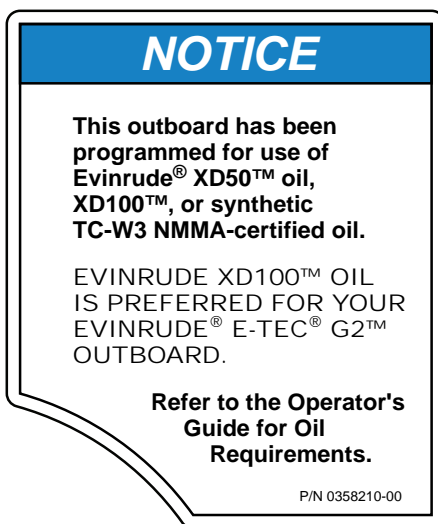 NOTICE
This outboard has been
programmed for use of
Evinrude® XD50™ oil,
XD100™, or synthetic
TC-W3 NMMA-certified oil.
EVINRUDE XD100™ OIL
IS PREFERRED FOR YOUR
EVINRUDE® E-TEC® G2™
OUTBOARD.
Refer to the Operator's
Guide for Oil
Requirements.
P/N 0358210-00